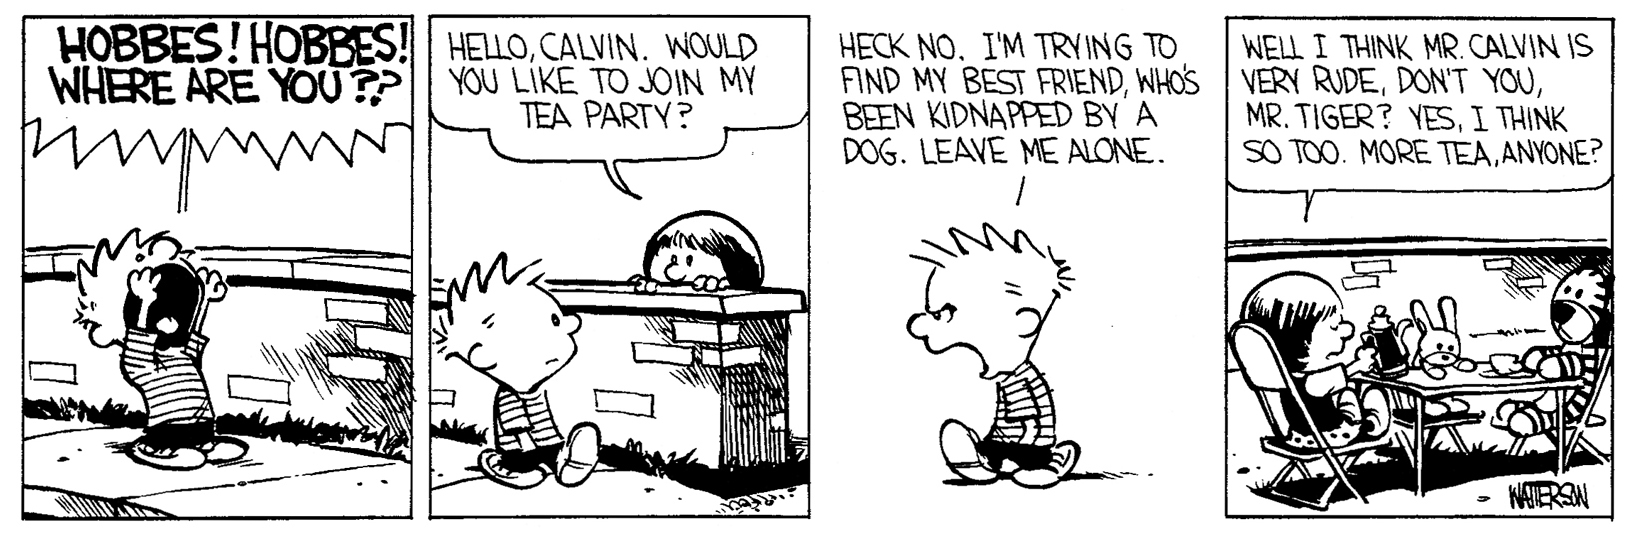 HOBBES! HOBBES!
WHERE ARE YOU??
HELLO, CALVIN. WOULD
YOU LIKE TO JOIN MY
TEA PARTY?
HECK NO. I'M TRYING TO
FIND MY BEST FRIEND, WHO'S
BEEN KIDNAPPED BY A
DOG. LEAVE ME ALONE.
WELL I THINK MR. CALVIN IS
VERY RUDE, DON'T YOU,
MR. TIGER? YES, I THINK
SO TOO. MORE TEA, ANYONE?
WATTERSON